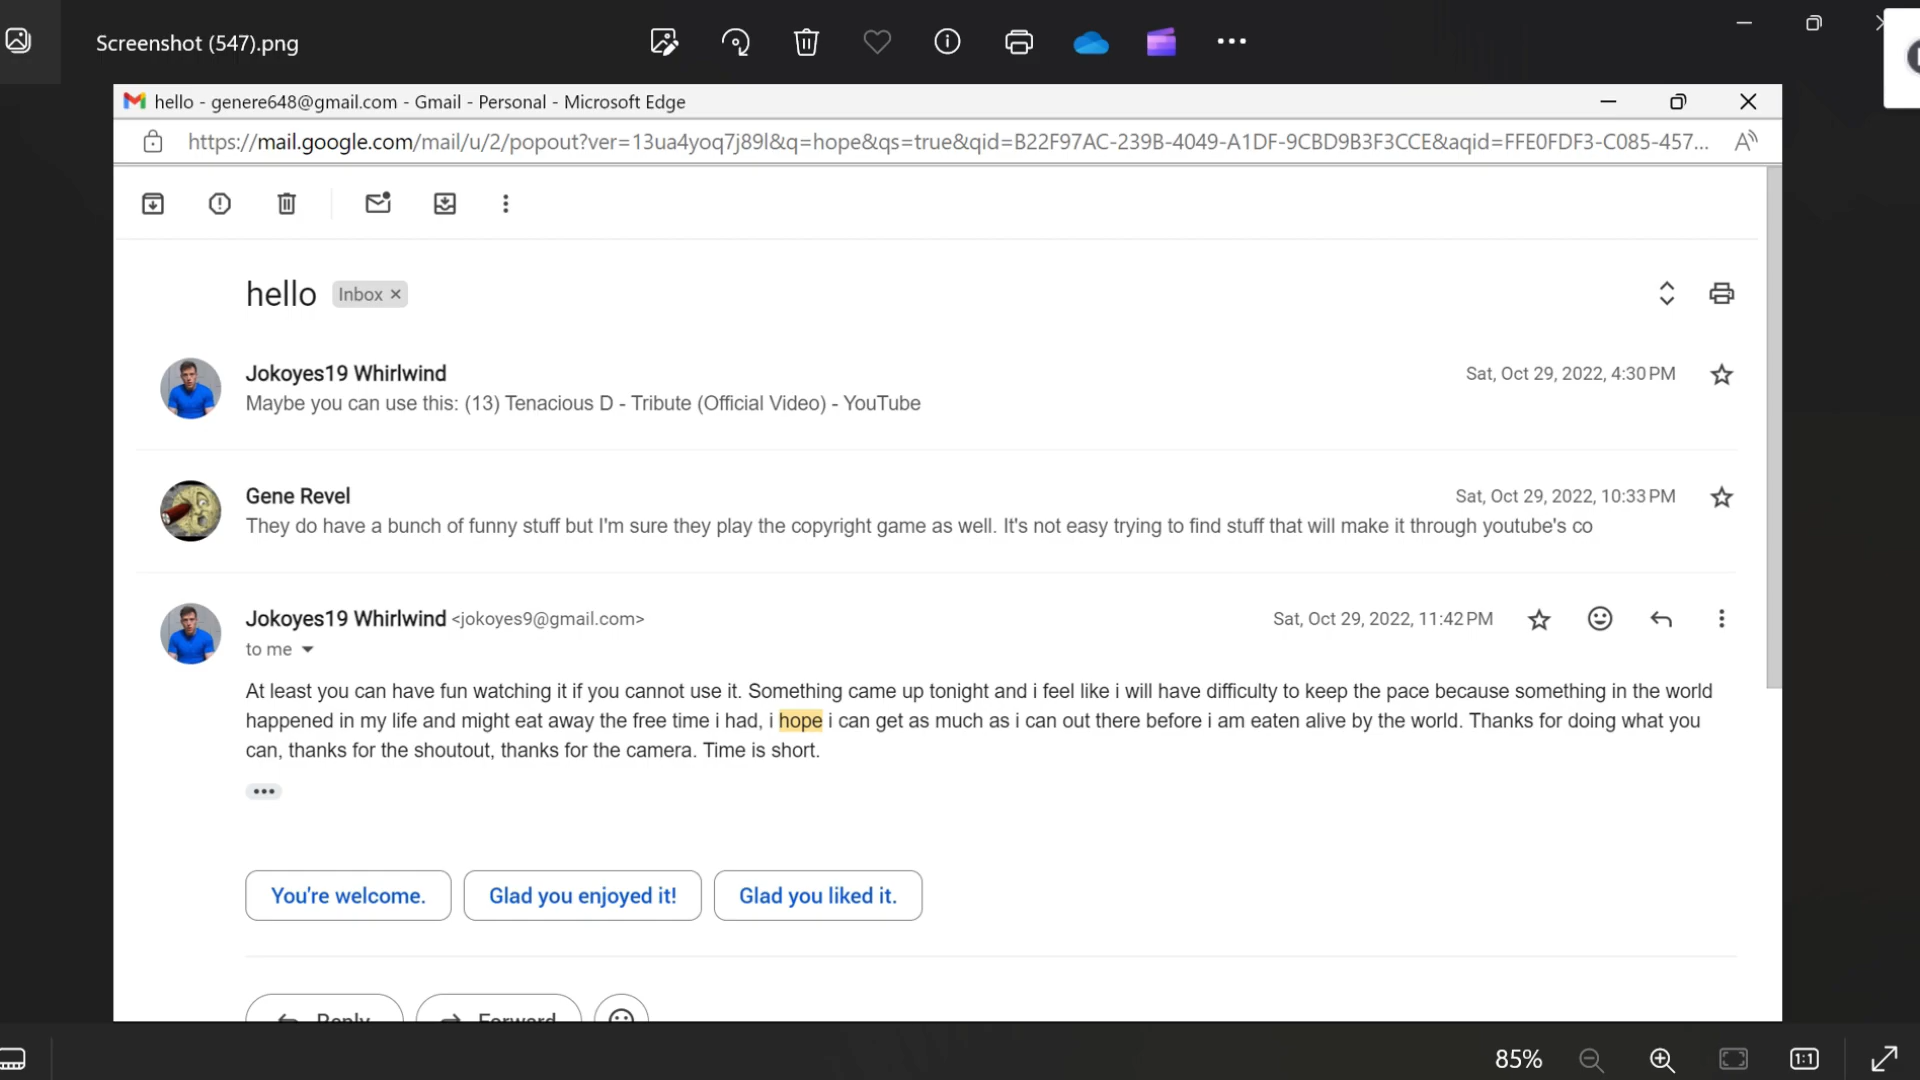 Screenshot (547).png
hello - genere648@gmail.com - Gmail - Personal - Microsoft Edge
https://mail.google.com/mail/u/2/popout?ver=13ua4yoq7j89l&q=hope&qs=true&qid=B22F97AC-239B-4049-A1DF-9CBD9B3F3CCE&aqid=FFE0FDF3-C085-457...
hello Inbox ×
Jokoyes19 Whirlwind Sat, Oct 29, 2022, 4:30 PM
Maybe you can use this: (13) Tenacious D - Tribute (Official Video) - YouTube
Gene Revel Sat, Oct 29, 2022, 10:33 PM
They do have a bunch of funny stuff but I'm sure they play the copyright game as well. It's not easy trying to find stuff that will make it through youtube's co
Jokoyes19 Whirlwind <jokoyes9@gmail.com> Sat, Oct 29, 2022, 11:42 PM
to me
At least you can have fun watching it if you cannot use it. Something came up tonight and i feel like i will have difficulty to keep the pace because something in the world
happened in my life and might eat away the free time i had, i hope i can get as much as i can out there before i am eaten alive by the world. Thanks for doing what you
can, thanks for the shoutout, thanks for the camera. Time is short.
You're welcome. Glad you enjoyed it! Glad you liked it.
Reply Forward
85% 1:1